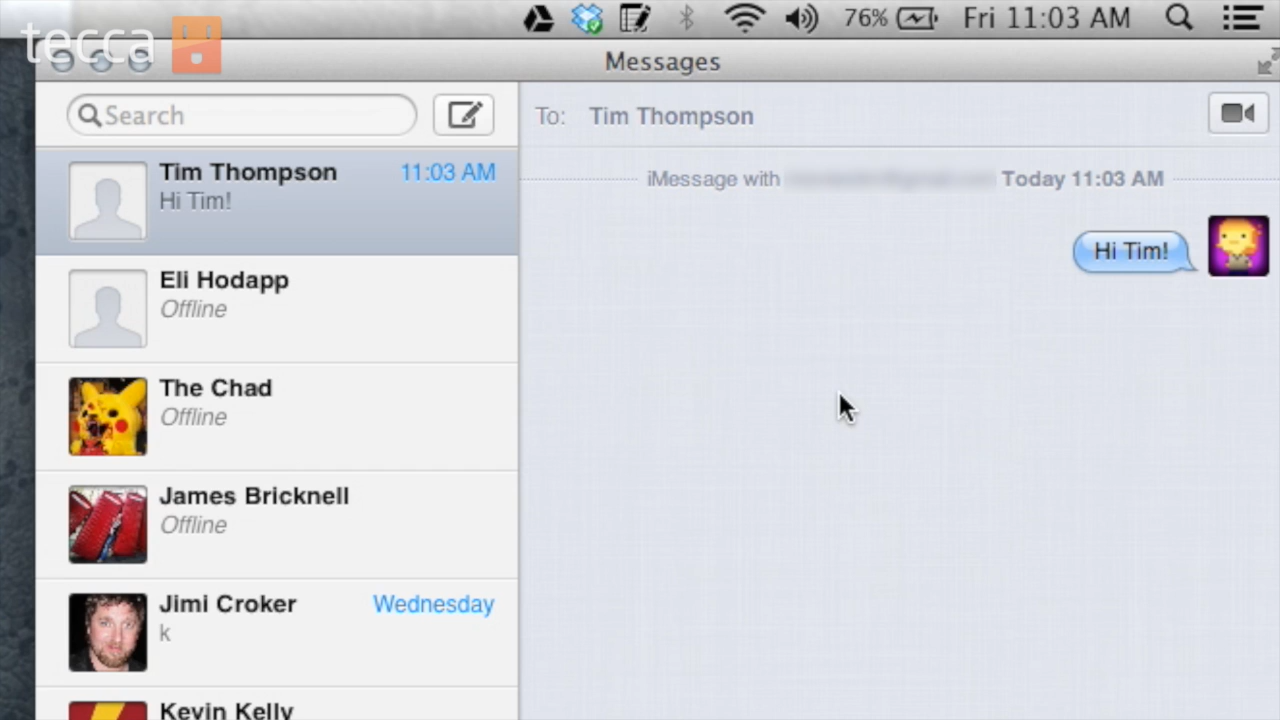 tecca
76% Fri 11:03 AM
Messages
Search
To: Tim Thompson
iMessage with Today 11:03 AM
Tim Thompson 11:03 AM
Hi Tim!
Hi Tim!
Eli Hodapp
Offline
The Chad
Offline
James Bricknell
Offline
Jimi Croker Wednesday
k
Kevin Kelly